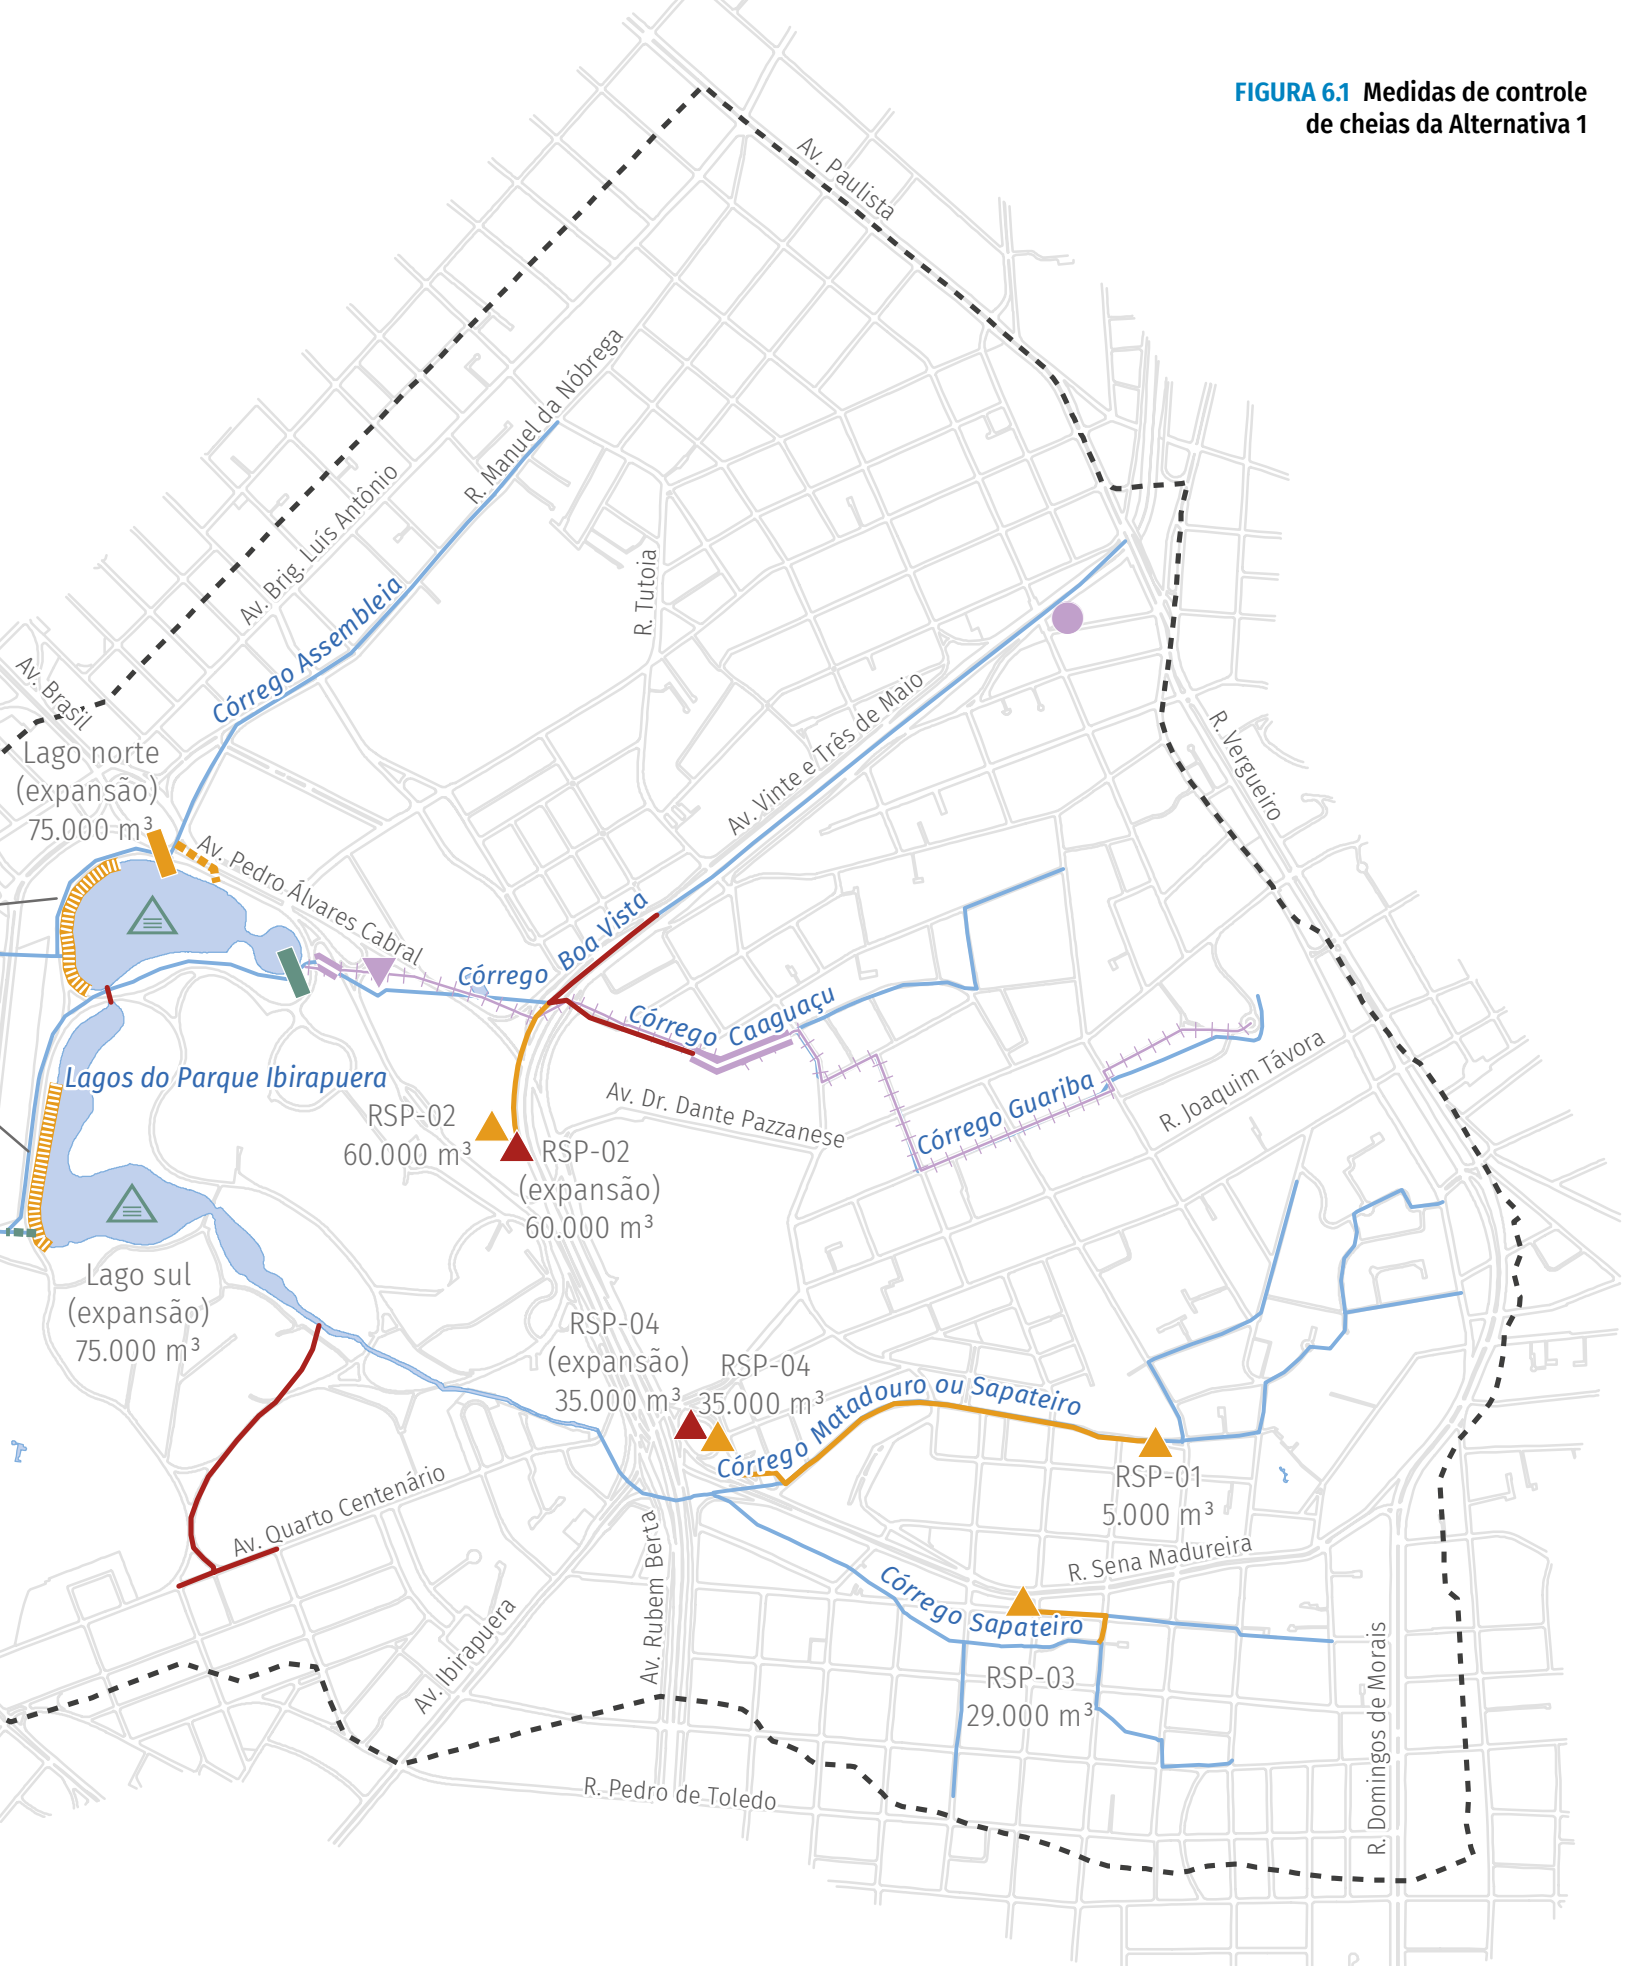 FIGURA 6.1 Medidas de controle
de cheias da Alternativa 1
Av. Paulista
R. Manuel da Nóbrega
Av. Brig. Luís Antônio
Córrego Assembleia
R. Tutoia
Av. Brasil
Av. Vinte e Três de Maio
R. Vergueiro
Lago norte
(expansão)
75.000 m³
Av. Pedro Álvares Cabral
Córrego Boa Vista
Córrego Caaguaçu
Lagos do Parque Ibirapuera
Av. Dr. Dante Pazzanese
Córrego Guariba
R. Joaquim Távora
RSP-02
60.000 m³
RSP-02
(expansão)
60.000 m³
Lago sul
(expansão)
75.000 m³
RSP-04
(expansão)
35.000 m³
RSP-04
35.000 m³
Córrego Matadouro ou Sapateiro
RSP-01
5.000 m³
Av. Quarto Centenário
R. Sena Madureira
Av. Rubem Berta
Av. Ibirapuera
Córrego Sapateiro
RSP-03
29.000 m³
R. Domingos de Morais
R. Pedro de Toledo